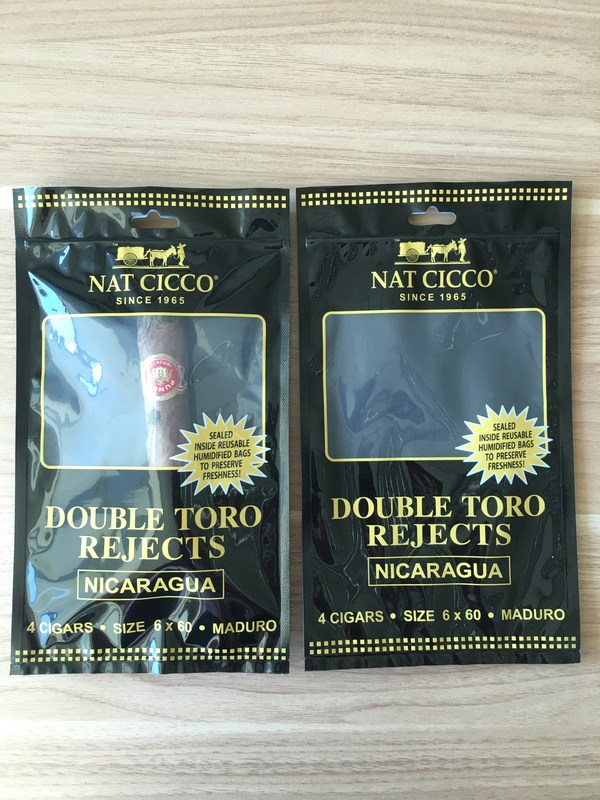 NAT CICCO®
SINCE 1965
SEALED
INSIDE REUSABLE
HUMIDIFIED BAGS
TO PRESERVE
FRESHNESS!
DOUBLE TORO
REJECTS
NICARAGUA
4 CIGARS • SIZE 6 x 60 • MADURO
PUNCH
NAT CICCO®
SINCE 1965
SEALED
INSIDE REUSABLE
HUMIDIFIED BAGS
TO PRESERVE
FRESHNESS!
DOUBLE TORO
REJECTS
NICARAGUA
4 CIGARS • SIZE 6 x 60 • MADURO